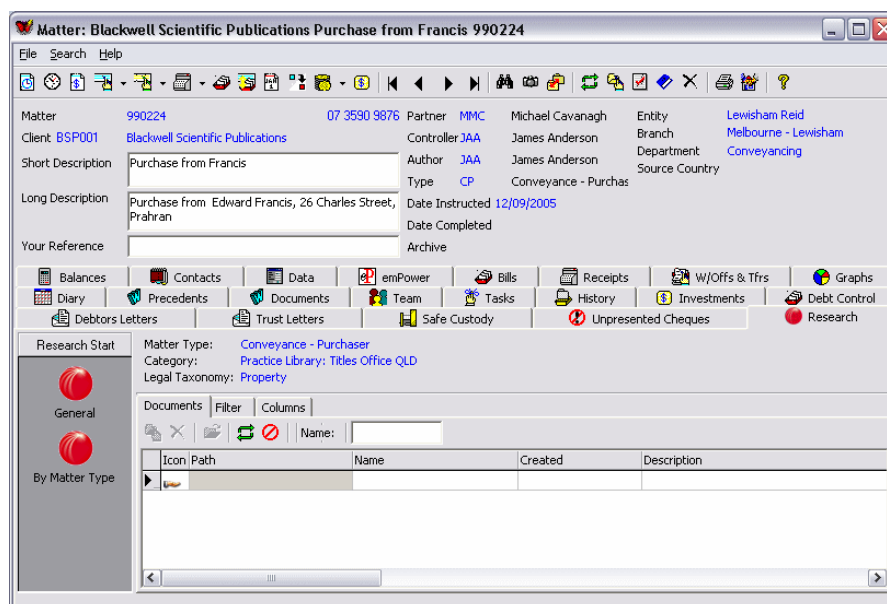 Matter: Blackwell Scientific Publications Purchase from Francis 990224
File Search Help
Matter 990224 07 3590 9876 Partner MMC Michael Cavanagh Entity Lewisham Reid
Client BSP001 Blackwell Scientific Publications Controller JAA James Anderson Branch Melbourne - Lewisham
Short Description Purchase from Francis Author JAA James Anderson Department Conveyancing
Type CP Conveyance - Purchas Source Country
Long Description Purchase from Edward Francis, 26 Charles Street, Prahran Date Instructed 12/09/2005
Date Completed
Your Reference Archive
Balances Contacts Data emPower Bills Receipts W/Offs & Tfrs Graphs
Diary Precedents Documents Team Tasks History Investments Debt Control
Debtors Letters Trust Letters Safe Custody Unpresented Cheques Research
Research Start
General
By Matter Type
Matter Type: Conveyance - Purchaser
Category: Practice Library: Titles Office QLD
Legal Taxonomy: Property
Documents Filter Columns
Name:
Icon Path Name Created Description